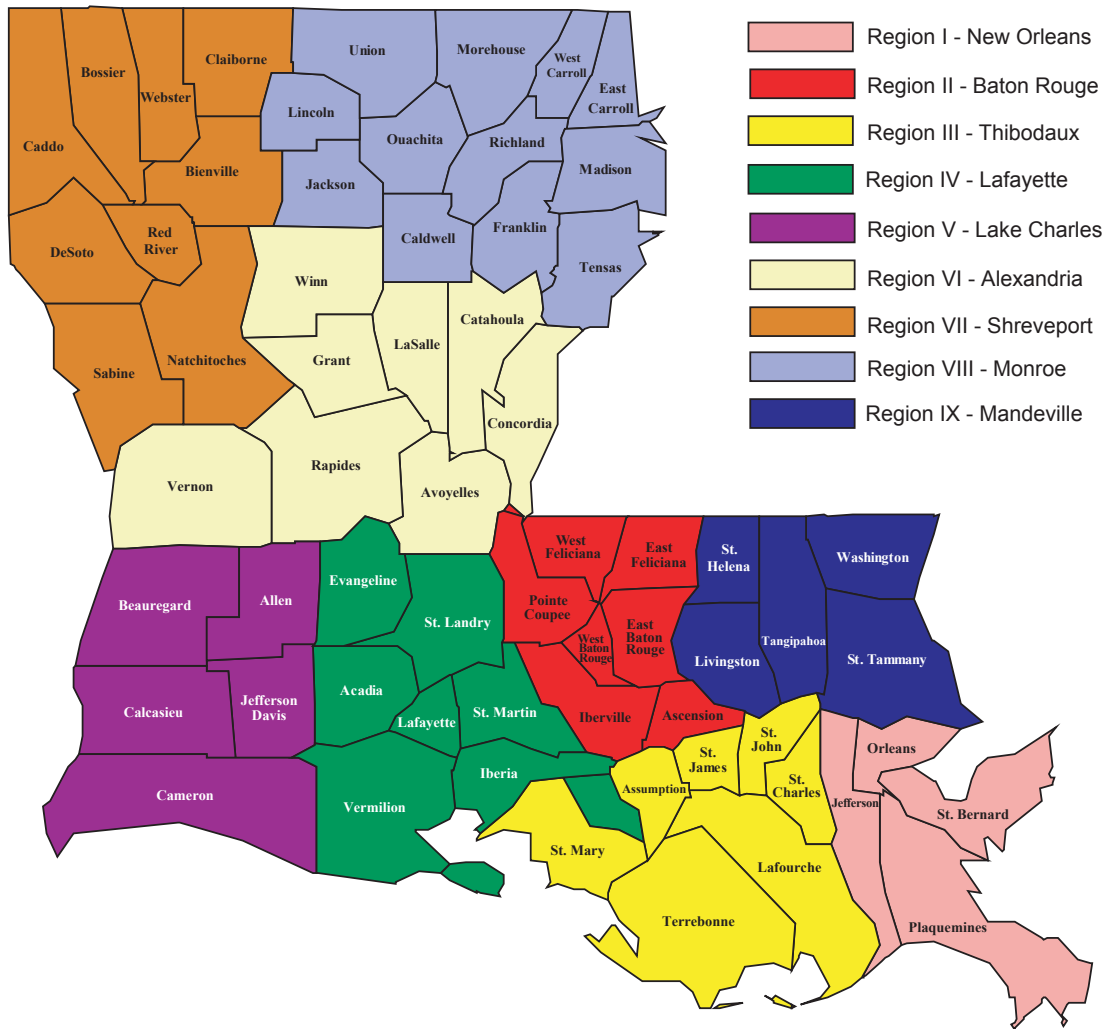 Region I - New Orleans
Region II - Baton Rouge
Region III - Thibodaux
Region IV - Lafayette
Region V - Lake Charles
Region VI - Alexandria
Region VII - Shreveport
Region VIII - Monroe
Region IX - Mandeville
Caddo
Bossier
Webster
Claiborne
Bienville
DeSoto
Red
River
Sabine
Natchitoches
Union
Morehouse
West
Carroll
East
Carroll
Lincoln
Ouachita
Richland
Madison
Jackson
Caldwell
Franklin
Tensas
Winn
Grant
LaSalle
Catahoula
Concordia
Vernon
Rapides
Avoyelles
Beauregard
Allen
Calcasieu
Jefferson
Davis
Cameron
Evangeline
St. Landry
Acadia
Lafayette
St. Martin
Iberia
Vermilion
West
Feliciana
East
Feliciana
Pointe
Coupee
West
Baton
Rouge
East
Baton
Rouge
Iberville
Ascension
St.
Helena
Washington
Tangipahoa
Livingston
St. Tammany
St.
James
St.
John
St.
Charles
Assumption
St. Mary
Lafourche
Terrebonne
Orleans
Jefferson
St. Bernard
Plaquemines